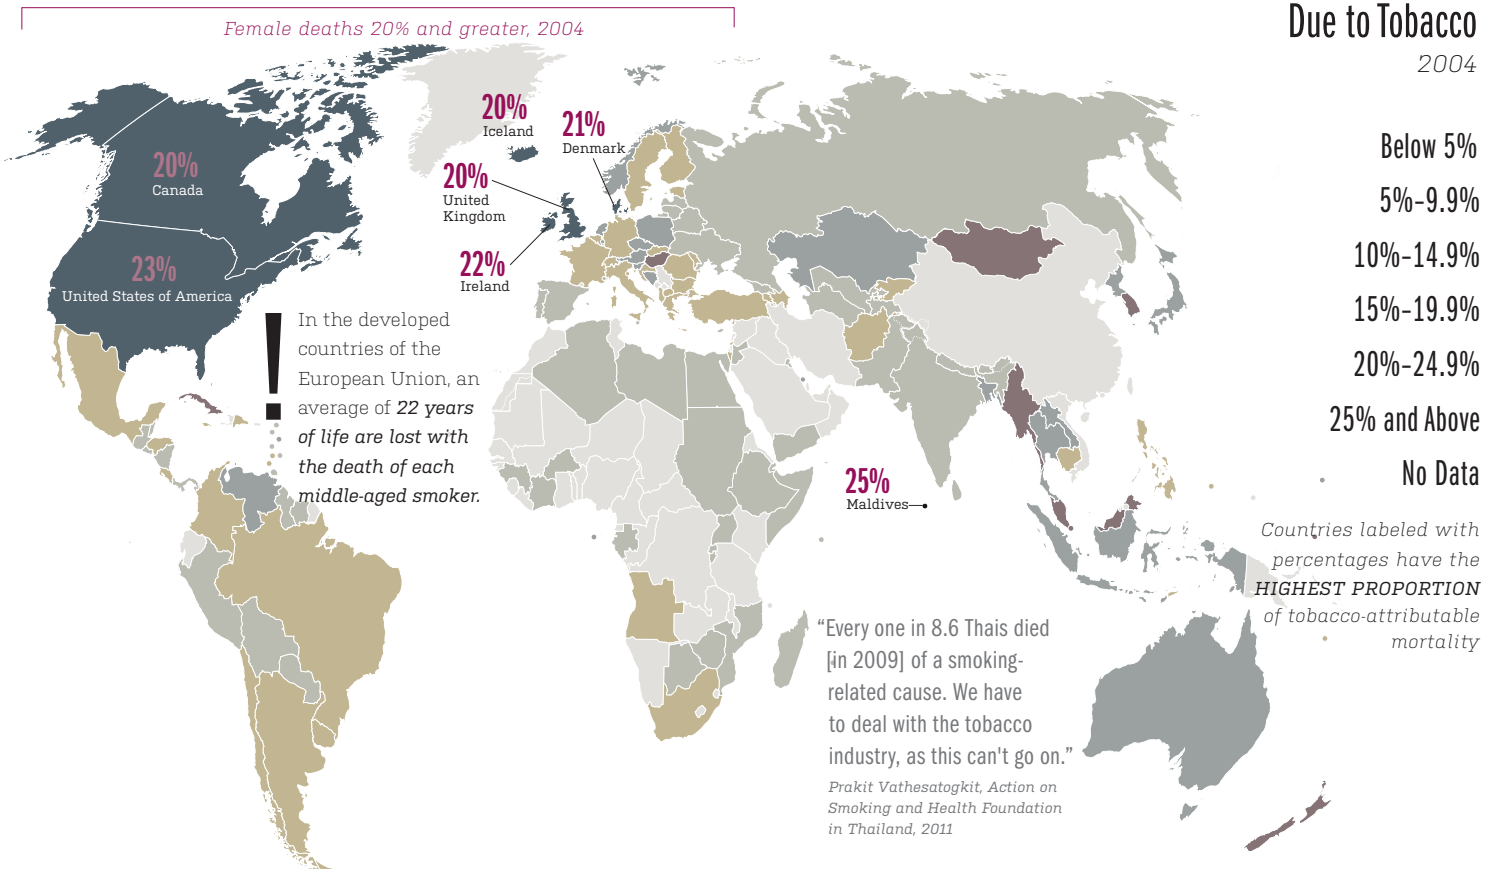 Female deaths 20% and greater, 2004
Due to Tobacco
2004
20%
Canada
23%
United States of America
20%
Iceland
21%
Denmark
20%
United
Kingdom
22%
Ireland
25%
Maldives
In the developed
countries of the
European Union, an
average of 22 years
of life are lost with
the death of each
middle-aged smoker.
Below 5%
5%–9.9%
10%–14.9%
15%–19.9%
20%–24.9%
25% and Above
No Data
Countries labeled with
percentages have the
HIGHEST PROPORTION
of tobacco-attributable
mortality
“Every one in 8.6 Thais died
[in 2009] of a smoking-
related cause. We have
to deal with the tobacco
industry, as this can't go on.”
Prakit Vathesatogkit, Action on
Smoking and Health Foundation
in Thailand, 2011